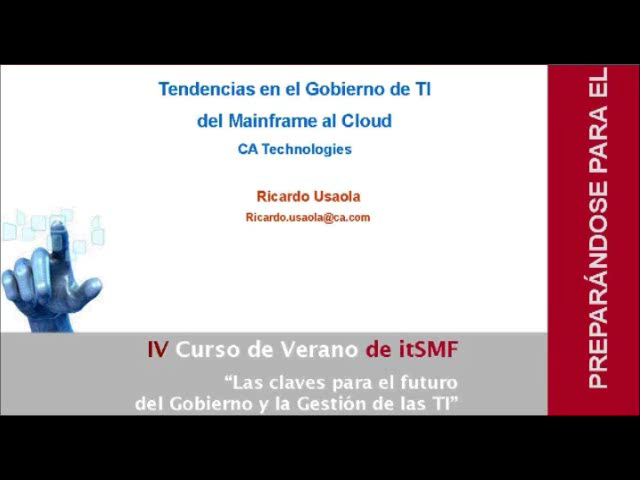 Tendencias en el Gobierno de TI
del Mainframe al Cloud
CA Technologies
Ricardo Usaola
Ricardo.usaola@ca.com
IV Curso de Verano de itSMF
“Las claves para el futuro
del Gobierno y la Gestión de las TI”
PREPARÁNDOSE PARA EL